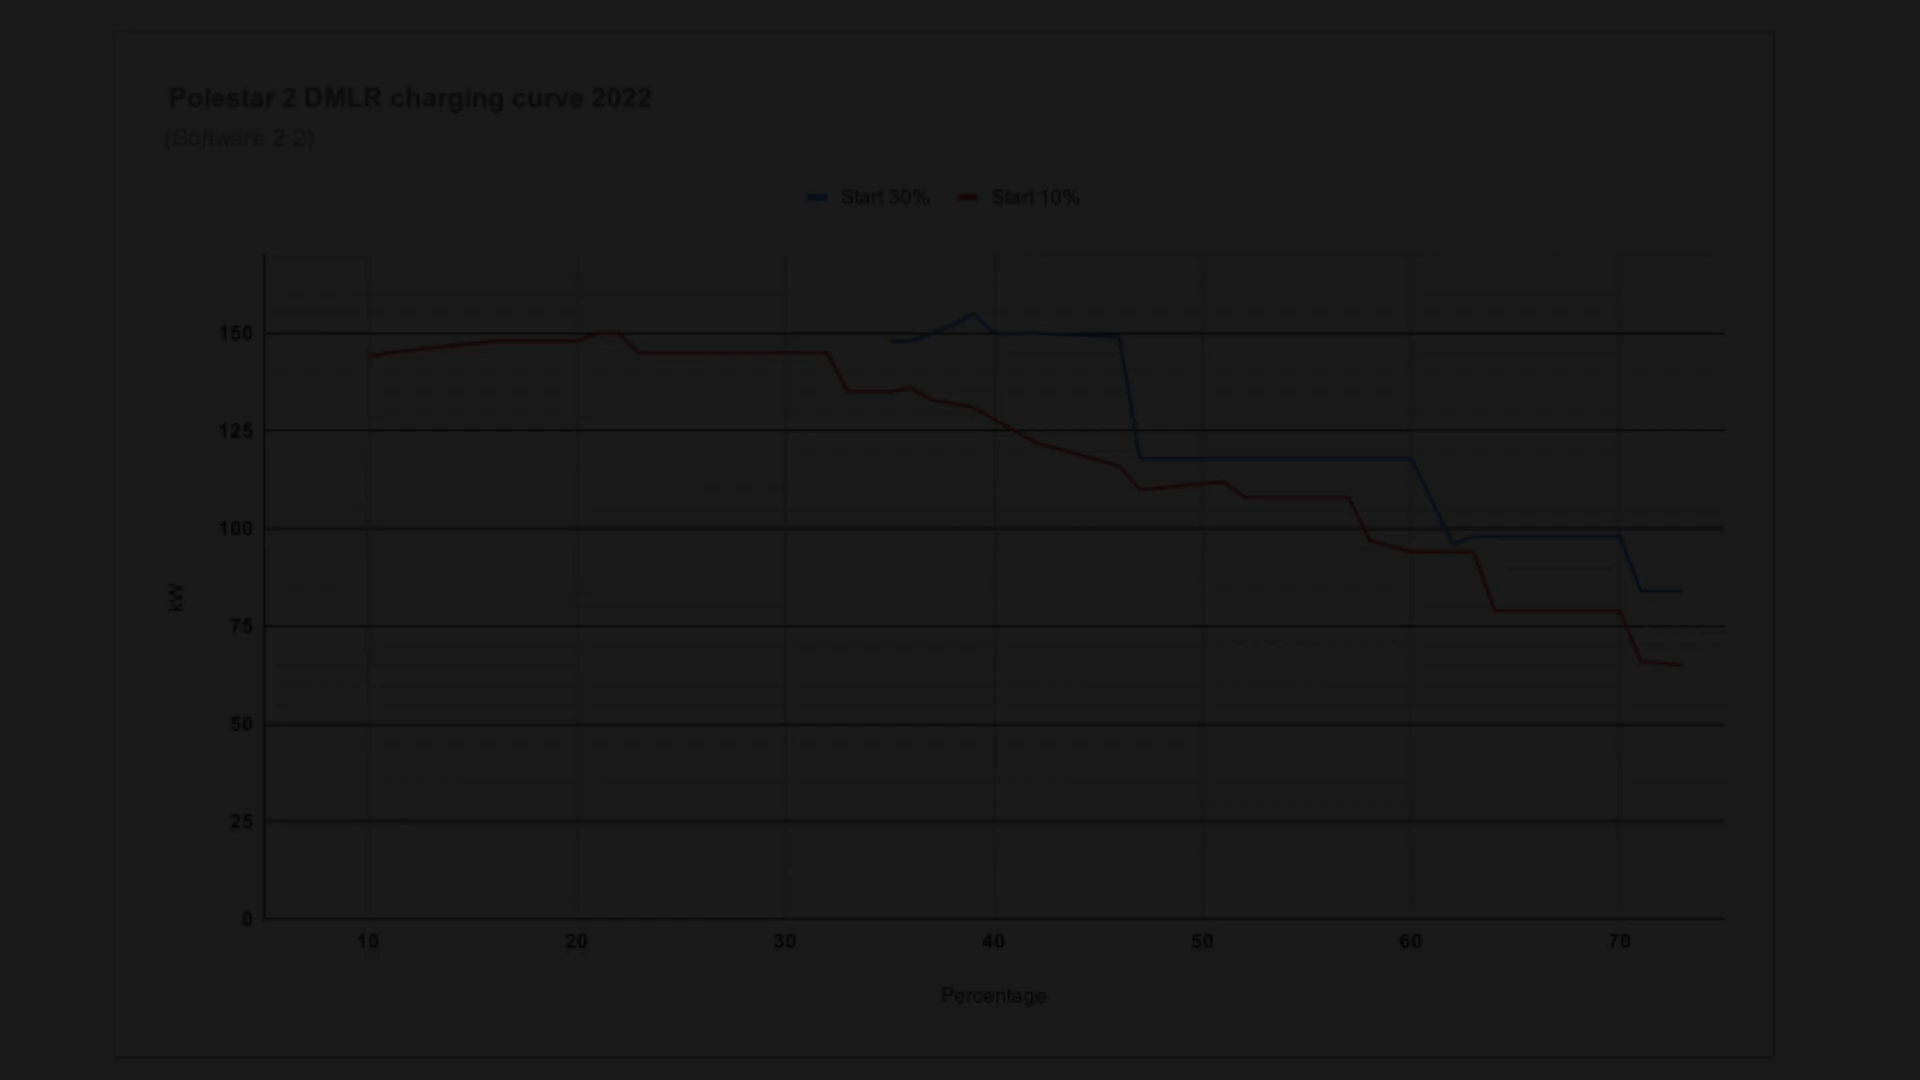 Polestar 2 DMLR charging curve 2022
(Software 2.2)
Start 30% Start 10%
150
125
100
75
50
25
0
kW
10 20 30 40 50 60 70
Percentage